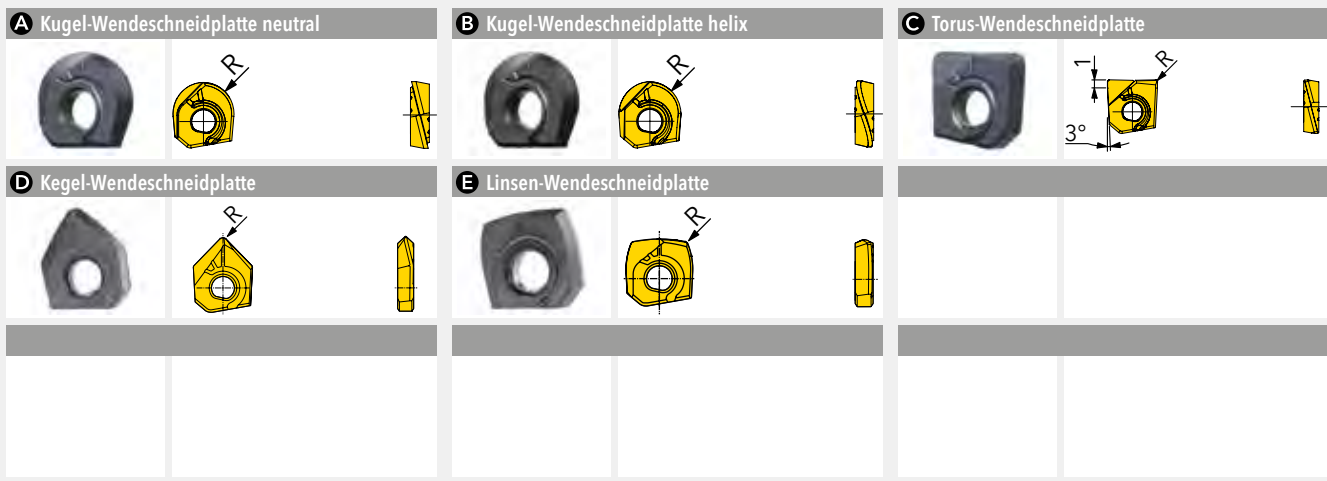 A Kugel-Wendeschneidplatte neutral
R
B Kugel-Wendeschneidplatte helix
R
C Torus-Wendeschneidplatte
1
R
3°
D Kegel-Wendeschneidplatte
R
E Linsen-Wendeschneidplatte
R